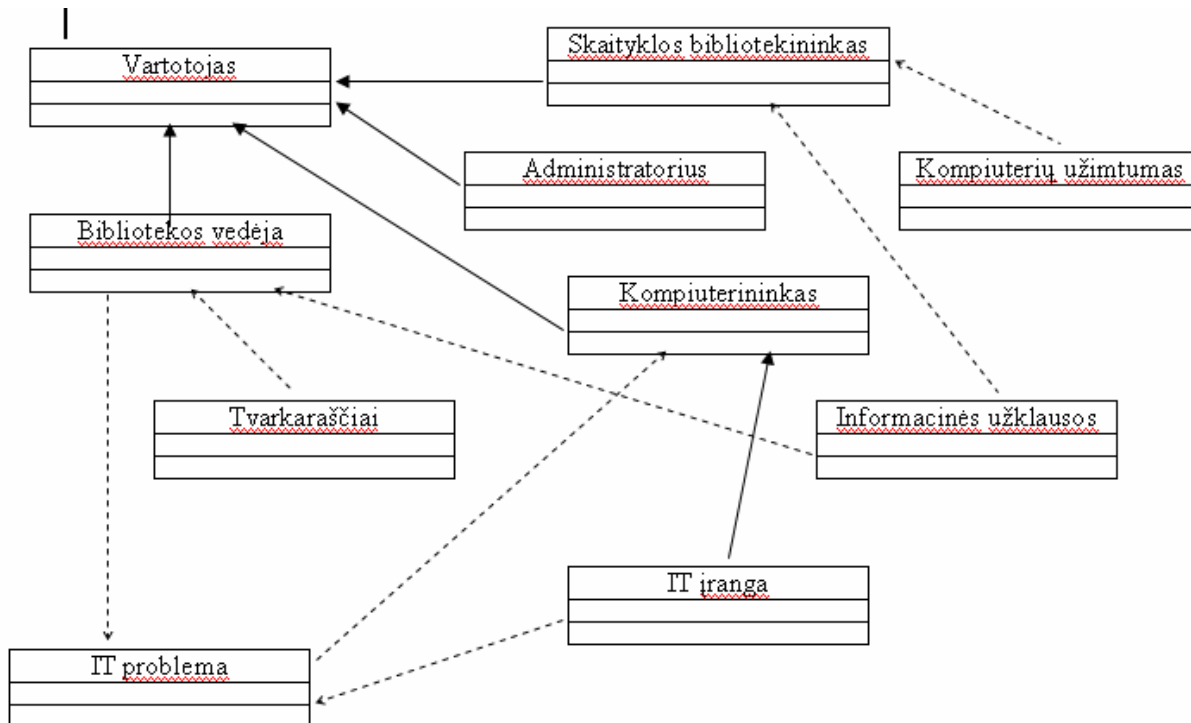 Vartotojas
Skaityklos bibliotekininkas
Administratorius
Kompiuterių užimtumas
Bibliotekos vedėja
Kompiuterininkas
Tvarkaraščiai
Informacinės užklausos
IT įranga
IT problema